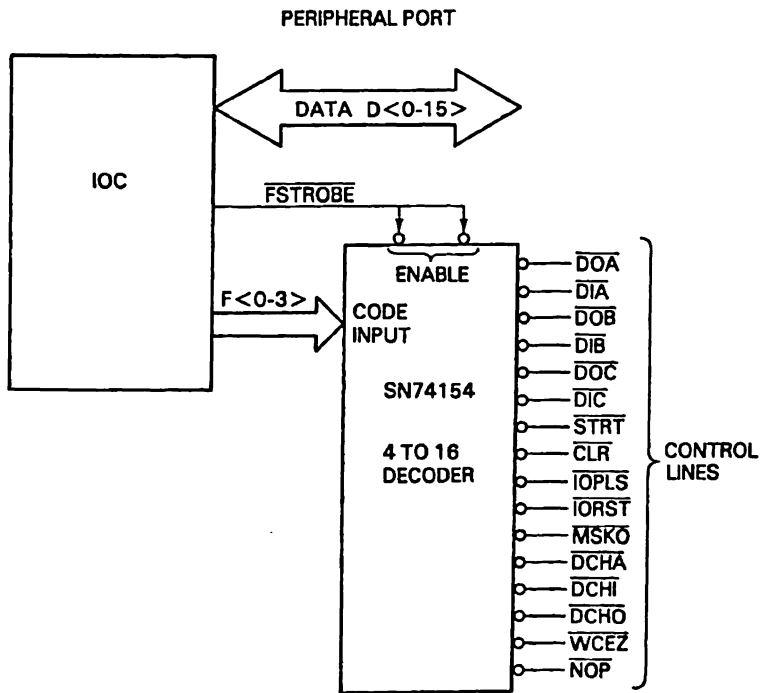 PERIPHERAL PORT
DATA D<0-15>
IOC
FSTROBE
ENABLE
F<0-3>
CODE
INPUT
SN74154
4 TO 16
DECODER
DOA
DIA
DOB
DIB
DOC
DIC
STRT
CLR
IOPLS
IORST
MSKO
DCHA
DCHI
DCHO
WCEZ
NOP
CONTROL
LINES